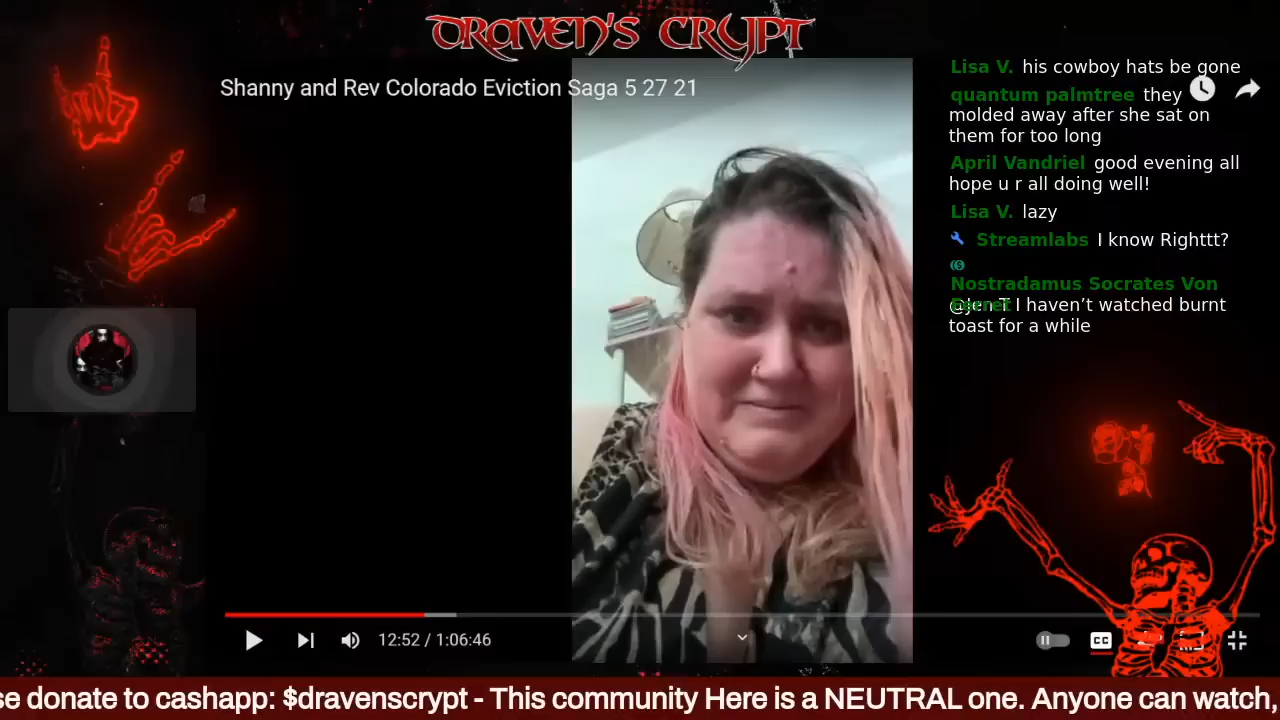 DRAVEN'S CRYPT
Shanny and Rev Colorado Eviction Saga 5 27 21
Lisa V. his cowboy hats be gone
quantum palmtree they
molded away after she sat on
them for too long
April Vandriel good evening all
hope u r all doing well!
Lisa V. lazy
Streamlabs I know Righttt?
Nostradamus Socrates Von
Ferret
@Jen T I haven't watched burnt
toast for a while
12:52 / 1:06:46
CC
se donate to cashapp: $dravenscrypt - This community Here is a NEUTRAL one. Anyone can watch,